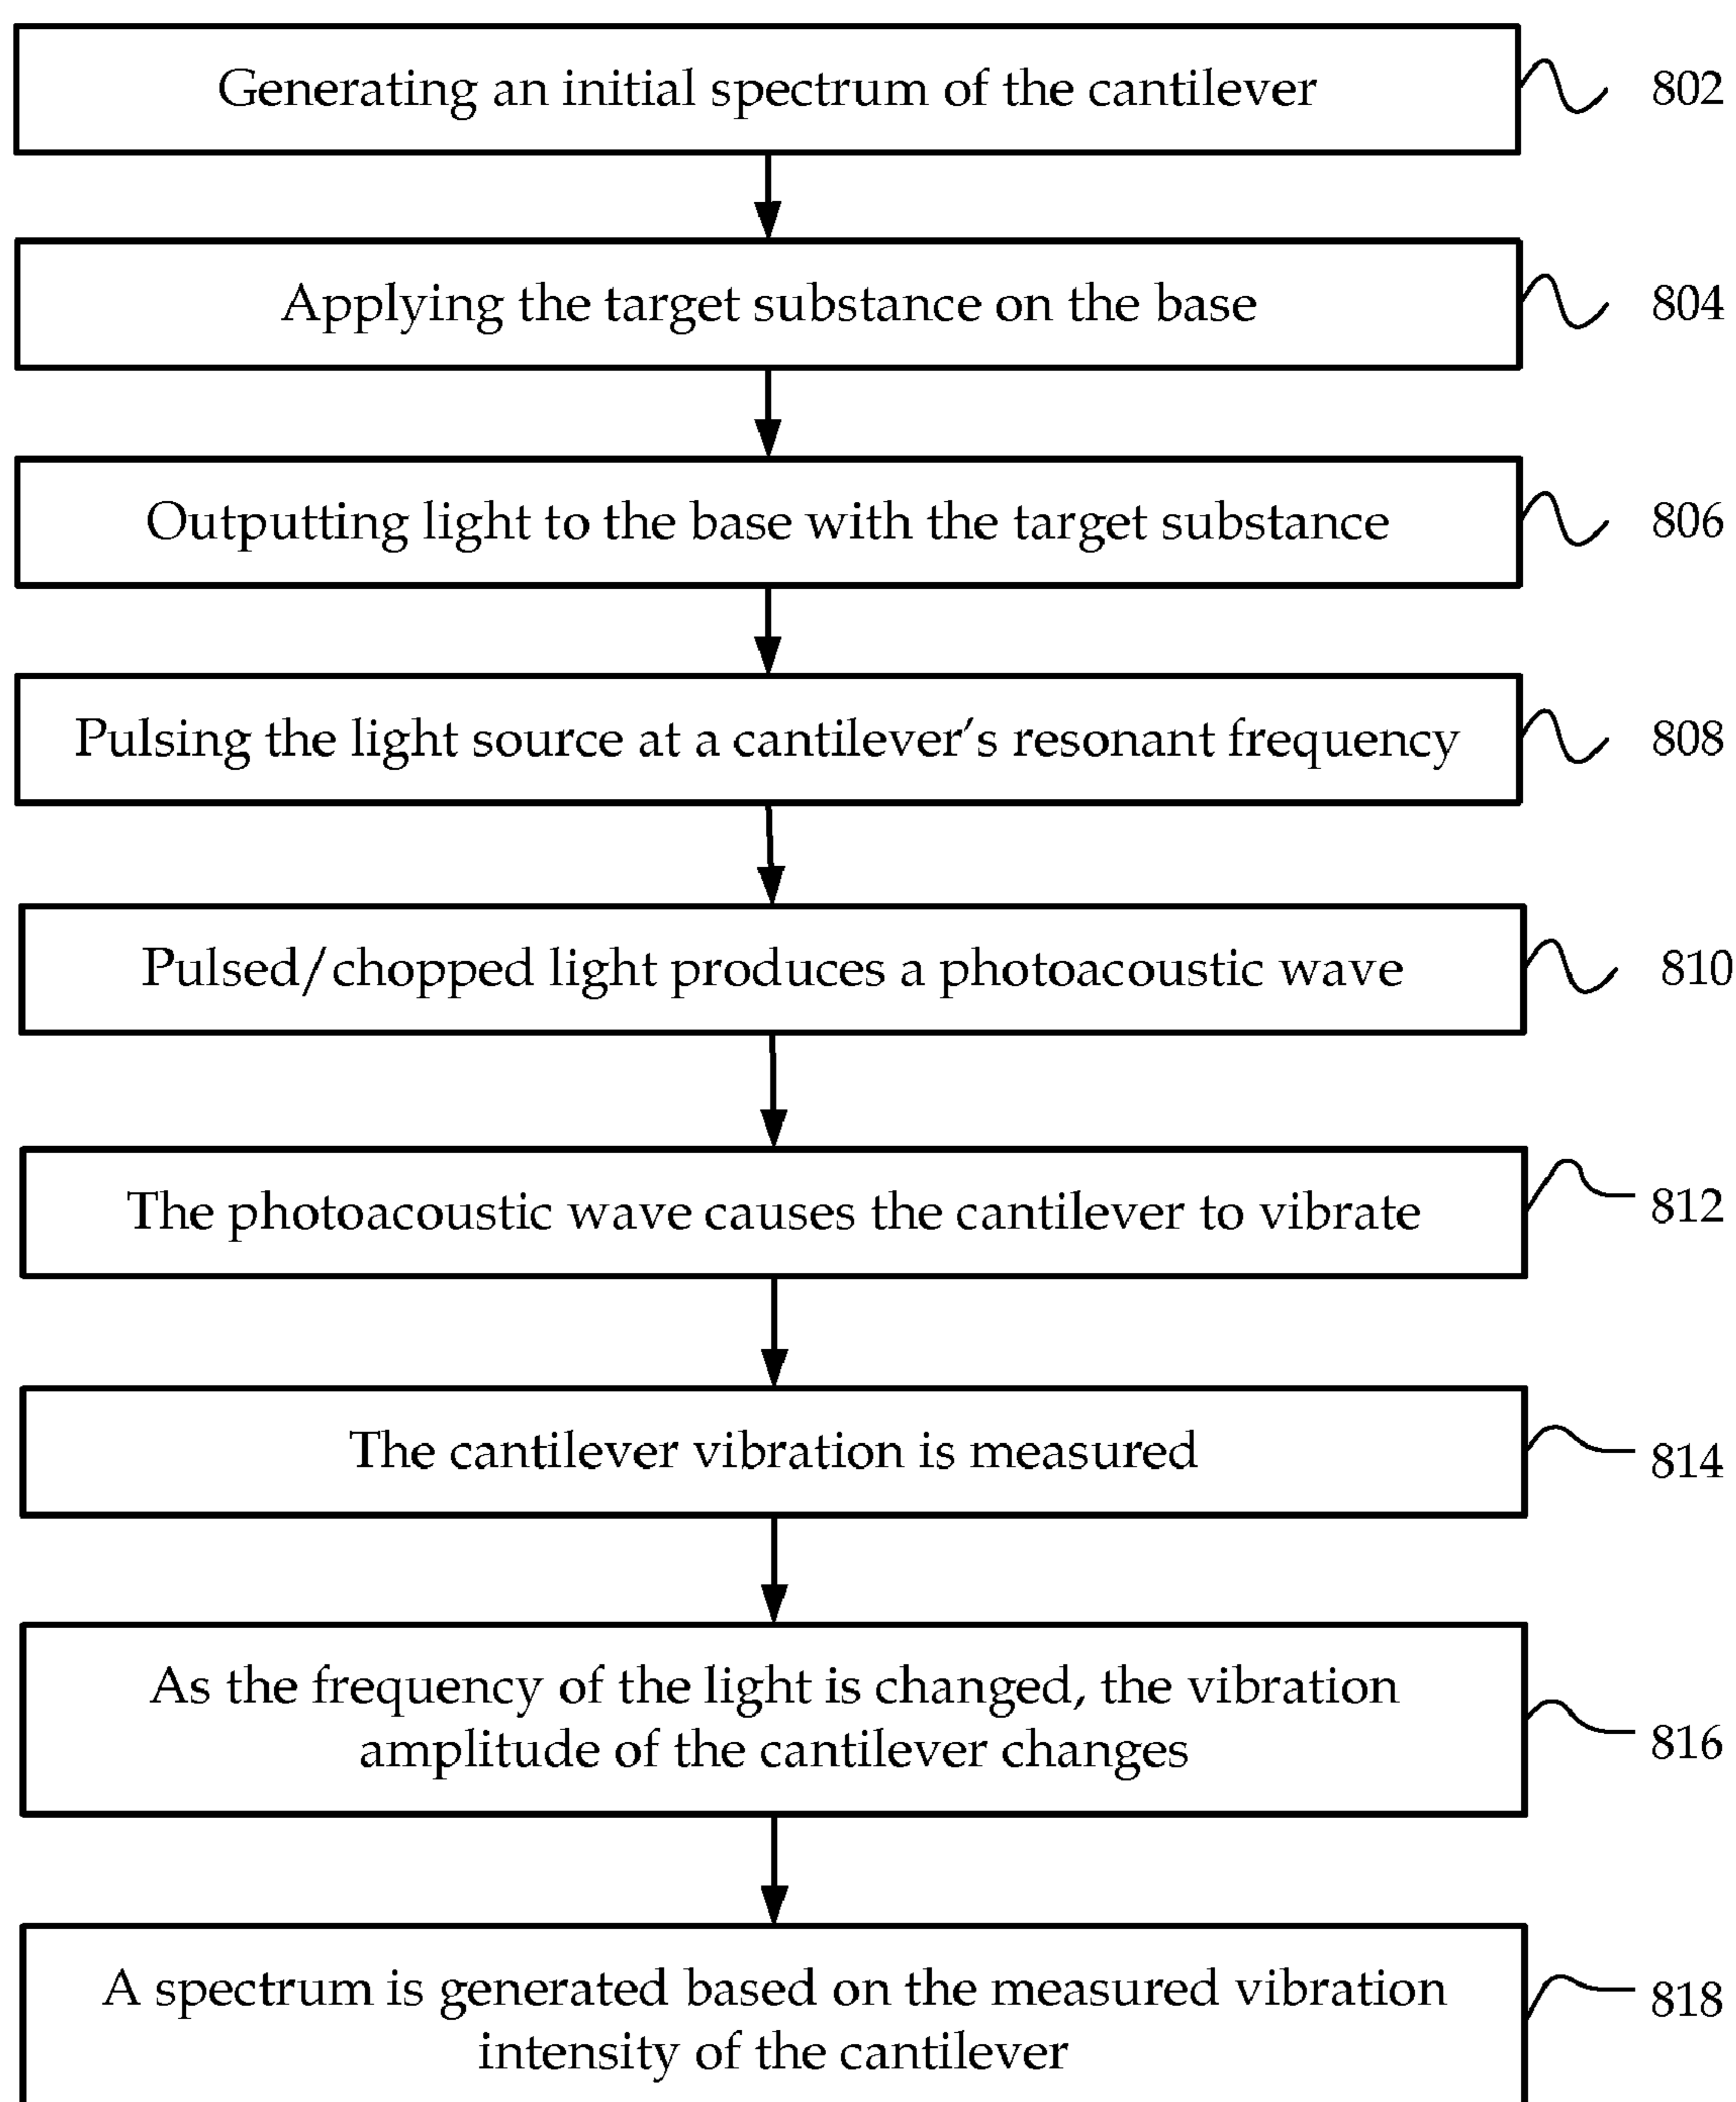 Generating an initial spectrum of the cantilever
802
Applying the target substance on the base
804
Outputting light to the base with the target substance
806
Pulsing the light source at a cantilever’s resonant frequency
808
Pulsed/chopped light produces a photoacoustic wave
810
The photoacoustic wave causes the cantilever to vibrate
812
The cantilever vibration is measured
814
As the frequency of the light is changed, the vibration
amplitude of the cantilever changes
816
A spectrum is generated based on the measured vibration
intensity of the cantilever
818